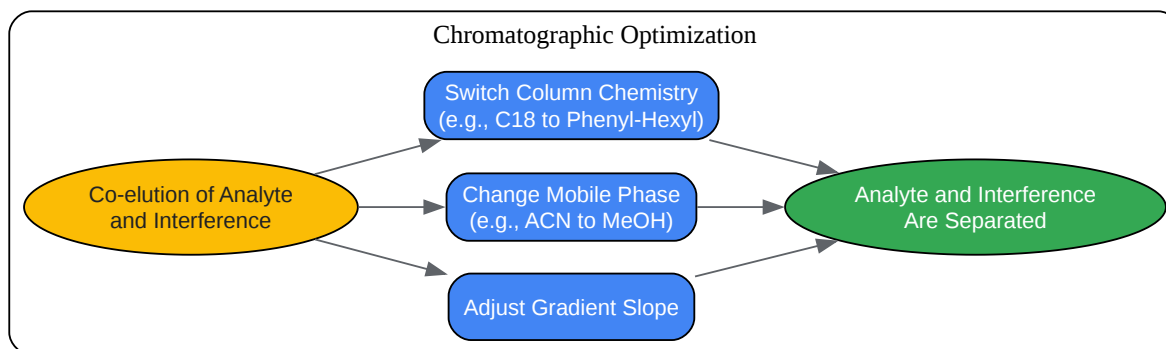 Chromatographic Optimization
Switch Column Chemistry
(e.g., C18 to Phenyl-Hexyl)
Co-elution of Analyte
and Interference
Change Mobile Phase
(e.g., ACN to MeOH)
Analyte and Interference
Are Separated
Adjust Gradient Slope